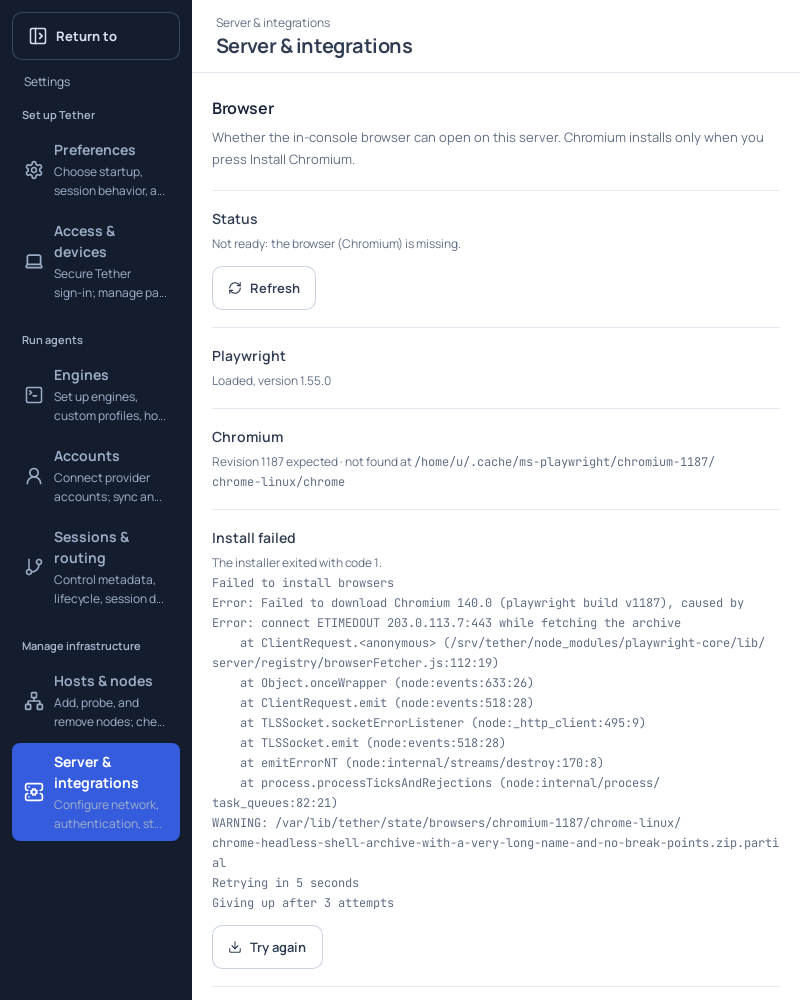 Return to
Settings
Set up Tether
Preferences
Choose startup,
session behavior, a...
Access &
devices
Secure Tether
sign-in; manage pa...
Run agents
Engines
Set up engines,
custom profiles, ho...
Accounts
Connect provider
accounts; sync an...
Sessions &
routing
Control metadata,
lifecycle, session d...
Manage infrastructure
Hosts & nodes
Add, probe, and
remove nodes; che...
Server &
integrations
Configure network,
authentication, st...
Server & integrations
Server & integrations
Browser
Whether the in-console browser can open on this server. Chromium installs only when you
press Install Chromium.
Status
Not ready: the browser (Chromium) is missing.
Refresh
Playwright
Loaded, version 1.55.0
Chromium
Revision 1187 expected · not found at /home/u/.cache/ms-playwright/chromium-1187/
chrome-linux/chrome
Install failed
The installer exited with code 1.
Failed to install browsers
Error: Failed to download Chromium 140.0 (playwright build v1187), caused by
Error: connect ETIMEDOUT 203.0.113.7:443 while fetching the archive
    at ClientRequest.<anonymous> (/srv/tether/node_modules/playwright-core/lib/
server/registry/browserFetcher.js:112:19)
    at Object.onceWrapper (node:events:633:26)
    at ClientRequest.emit (node:events:518:28)
    at TLSSocket.socketErrorListener (node:_http_client:495:9)
    at TLSSocket.emit (node:events:518:28)
    at emitErrorNT (node:internal/streams/destroy:170:8)
    at process.processTicksAndRejections (node:internal/process/
task_queues:82:21)
WARNING: /var/lib/tether/state/browsers/chromium-1187/chrome-linux/
chrome-headless-shell-archive-with-a-very-long-name-and-no-break-points.zip.parti
al
Retrying in 5 seconds
Giving up after 3 attempts
Try again